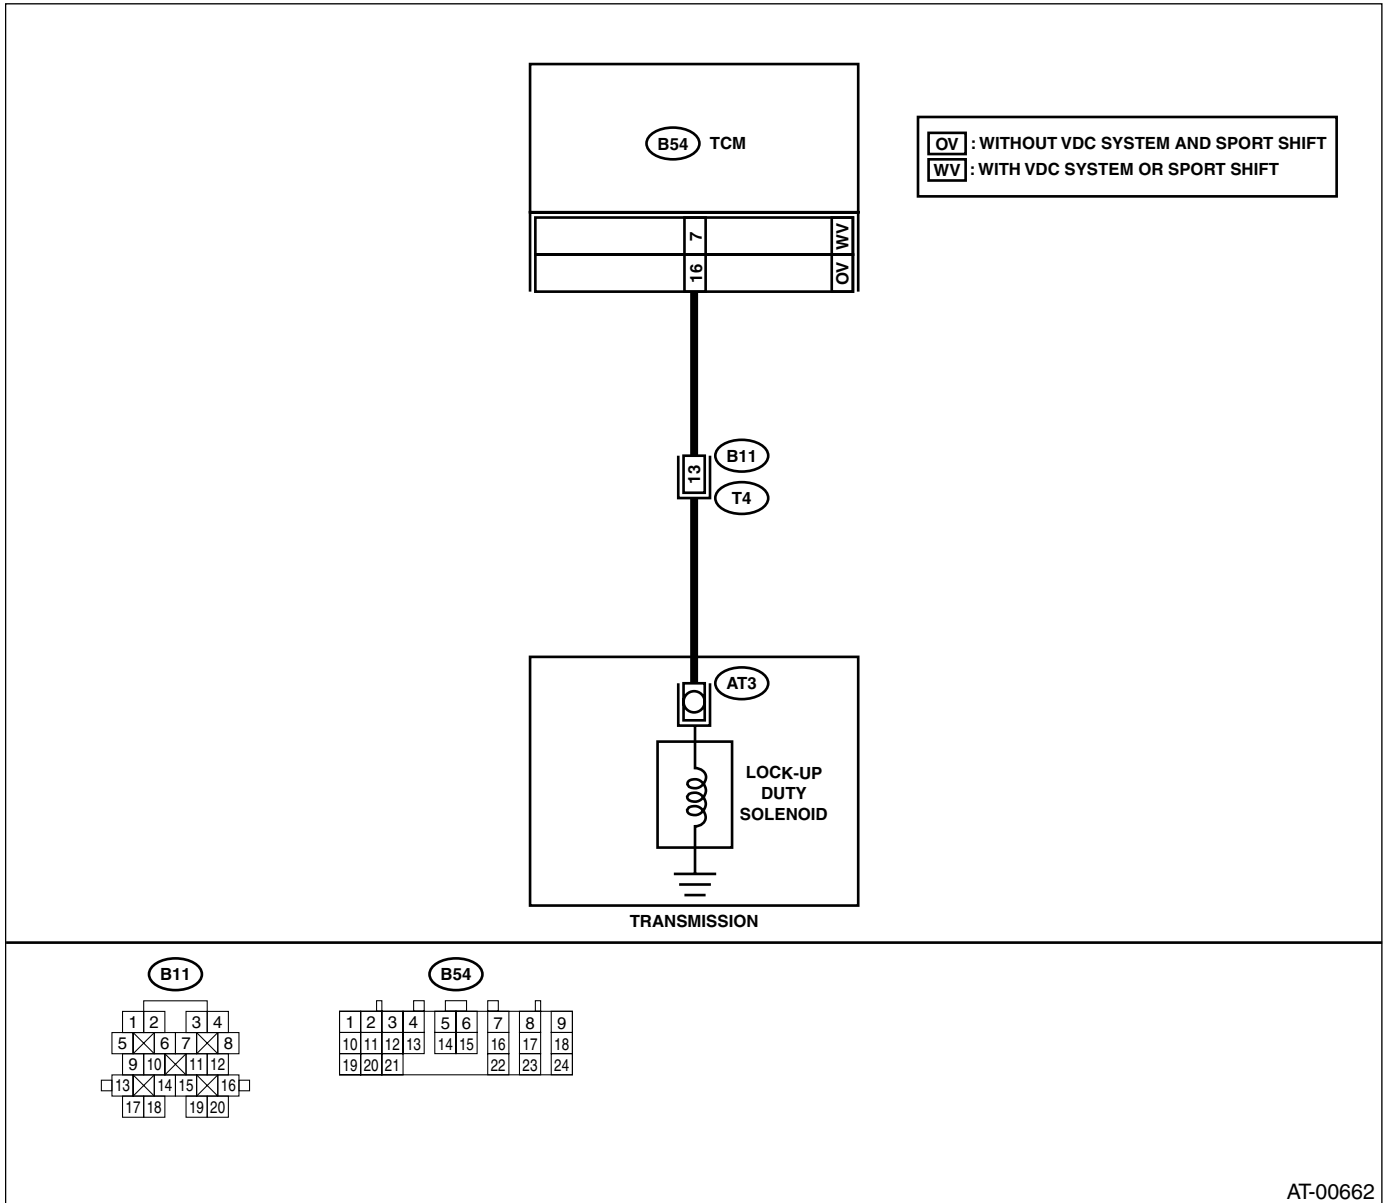 B54 TCM
OV : WITHOUT VDC SYSTEM AND SPORT SHIFT
WV : WITH VDC SYSTEM OR SPORT SHIFT
7 WV
16 OV
13
B11
T4
AT3
LOCK-UP
DUTY
SOLENOID
TRANSMISSION
B11
1 2 3 4
5 6 7 8
9 10 11 12
13 14 15 16
17 18 19 20
B54
1 2 3 4 5 6 7 8 9
10 11 12 13 14 15 16 17 18
19 20 21 22 23 24
AT-00662